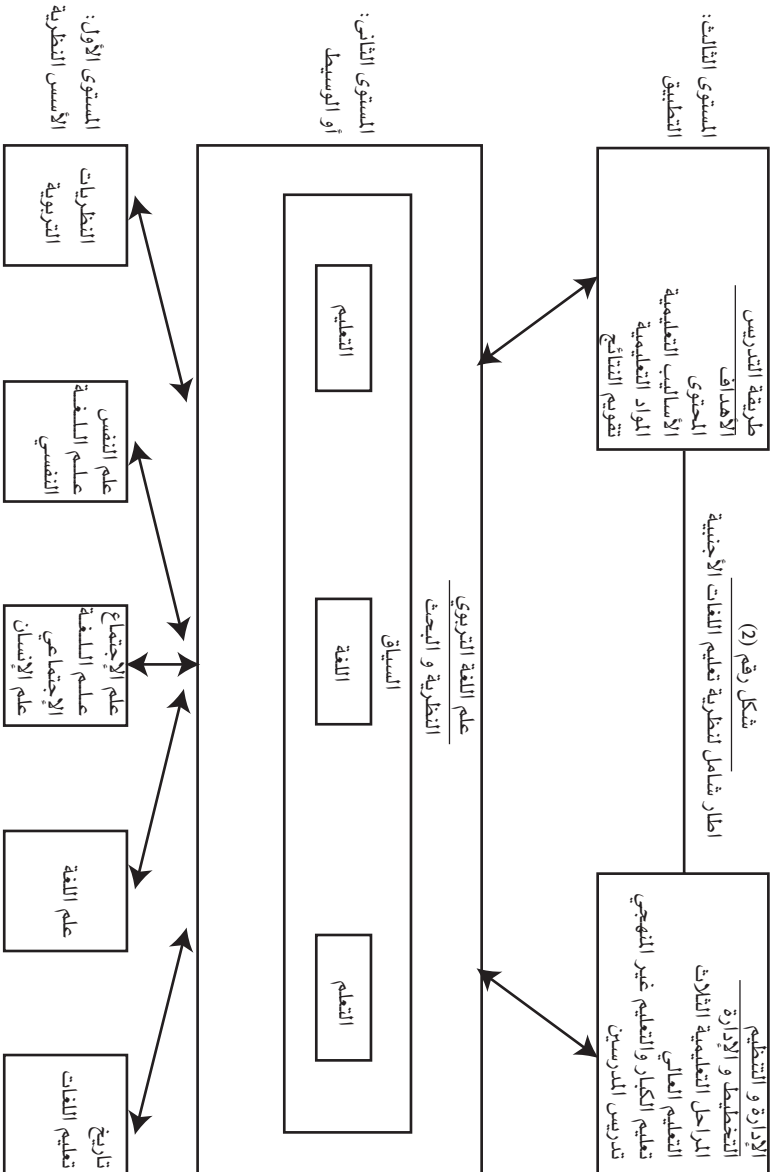 شكل رقم (2)
اطار شامل لنظرية تعليم اللغات الأجنبية
المستوى الثالث:
التطبيق
طريقة التدريس
الأهداف
المحتوى
الأساليب التعليمية
المواد التعليمية
تقويم النتائج
الإدارة و التنظيم
التخطيط و الإدارة
المراحل التعليمية الثلاث
التعليم العالي
تعليم الكبار والتعليم غير المنهجي
تدريس المدرسين
المستوى الثانى:
أو الوسيط
علم اللغة التربوي
النظرية و البحث
السياق
التعليم
اللغة
التعلم
المستوى الأول:
الأسس النظرية
النظريات
التربوية
علم النفس
علم اللغة
النفسي
علم الإجتماع
علم اللغة
الإجتماعي
علم الإنسان
علم اللغة
تاريخ
تعليم اللغات